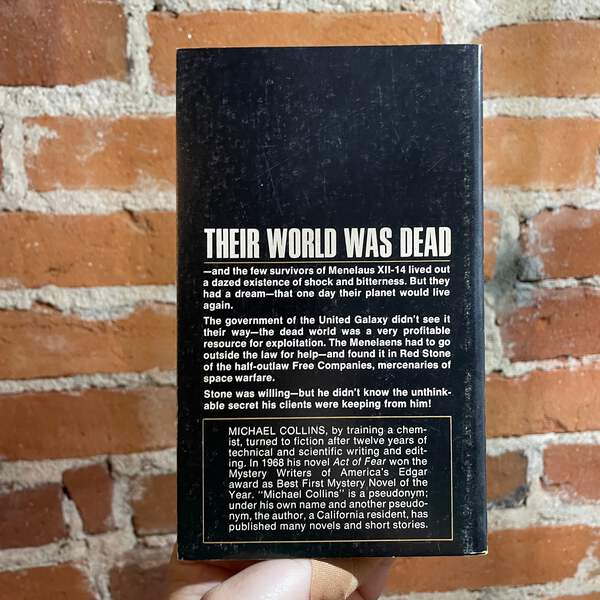 THEIR WORLD WAS DEAD
—and the few survivors of Menelaus XII-14 lived out
a dazed existence of shock and bitterness. But they
had a dream—that one day their planet would live
again.
The government of the United Galaxy didn't see it
their way—the dead world was a very profitable
resource for exploitation. The Menelaens had to go
outside the law for help—and found it in Red Stone
of the half-outlaw Free Companies, mercenaries of
space warfare.
Stone was willing—but he didn't know the unthink-
able secret his clients were keeping from him!
MICHAEL COLLINS, by training a chem-
ist, turned to fiction after twelve years of
technical and scientific writing and edit-
ing. In 1968 his novel Act of Fear won the
Mystery Writers of America's Edgar
award as Best First Mystery Novel of the
Year. "Michael Collins" is a pseudonym;
under his own name and another pseudo-
nym, the author, a California resident, has
published many novels and short stories.